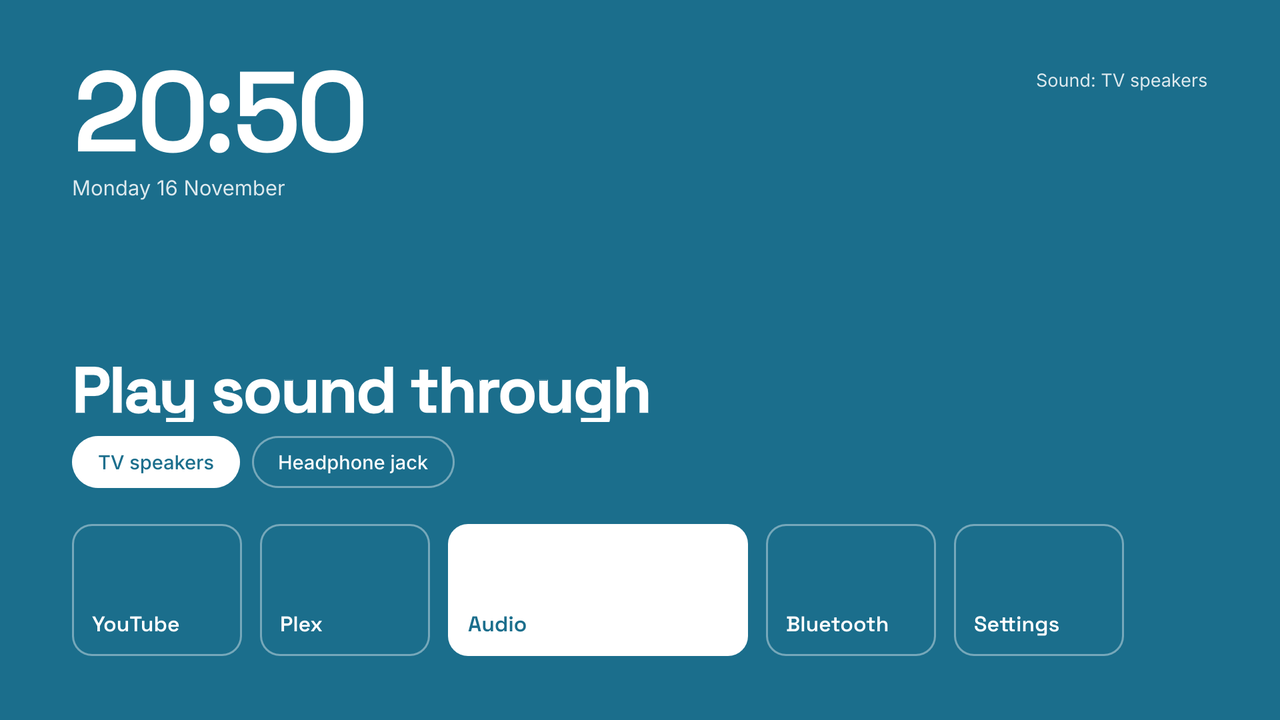 20:50
Sound: TV speakers
Monday 16 November
Play sound through
TV speakers
Headphone jack
YouTube
Plex
Audio
Bluetooth
Settings